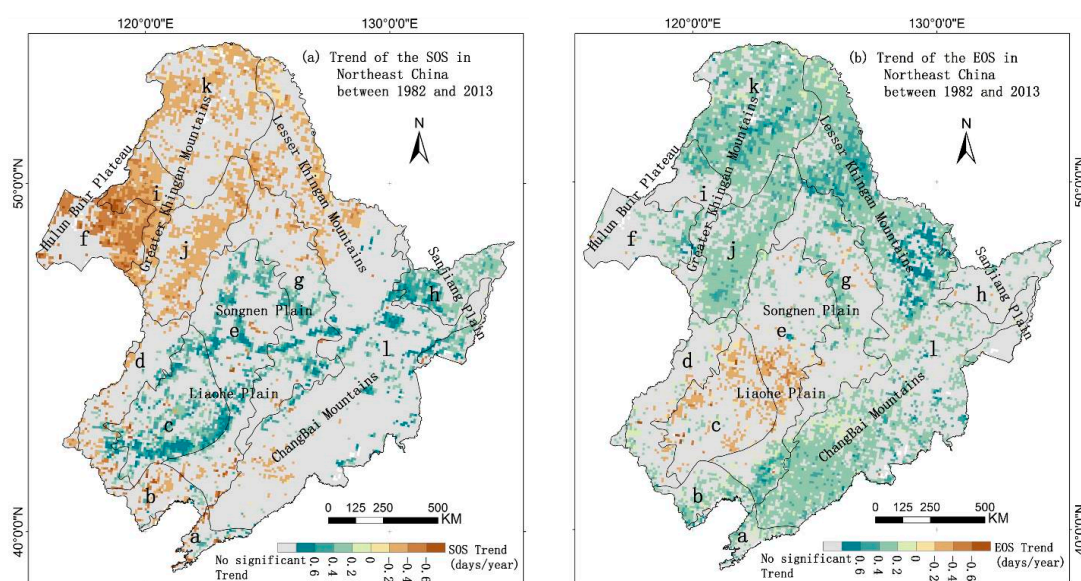 120°0'0"E 130°0'0"E
(a) Trend of the SOS in
Northeast China
between 1982 and 2013
N
50°0'0"N
40°0'0"N
k
Hulun Buir Plateau
Greater Khingan Mountains
Lesser Khingan Mountains
i
f
j
g
h
Sanjiang Plain
Songnen Plain
e
l
d
Liaohe Plain
c
ChangBai Mountains
b
a
0 125 250 500
KM
No significant
Trend
0.6
0.4
0.2
0
-0.2
-0.4
-0.6
SOS Trend
(days/year)
120°0'0"E 130°0'0"E
(b) Trend of the EOS in
Northeast China
between 1982 and 2013
N
50°0'0"N
k
Hulun Buir Plateau
Greater Khingan Mountains
Lesser Khingan Mountains
i
f
j
g
h
Sanjiang Plain
Songnen Plain
e
l
d
Liaohe Plain
c
ChangBai Mountains
b
a
0 125 250 500
KM
No significant
Trend
0.6
0.4
0.2
0
-0.2
-0.4
-0.6
EOS Trend
(days/year)